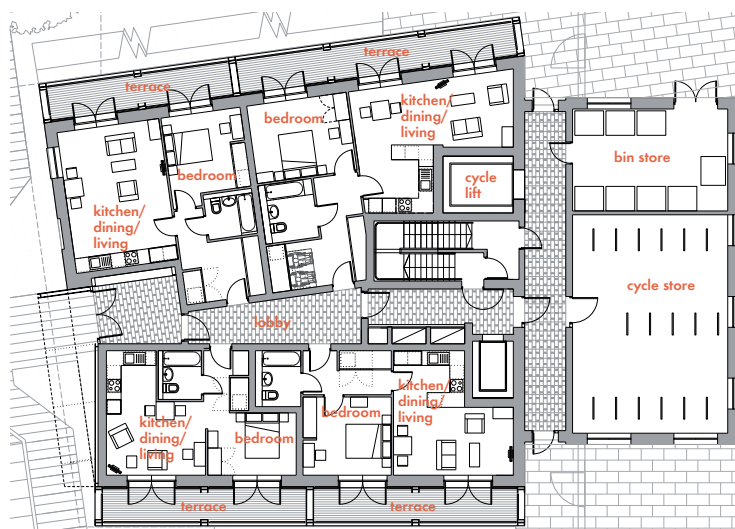 terrace
terrace
kitchen/
dining/
living
bedroom
bin store
bedroom
cycle
lift
kitchen/
dining/
living
cycle store
lobby
kitchen/
dining/
living
bedroom
kitchen/
dining/
living
bedroom
terrace
terrace